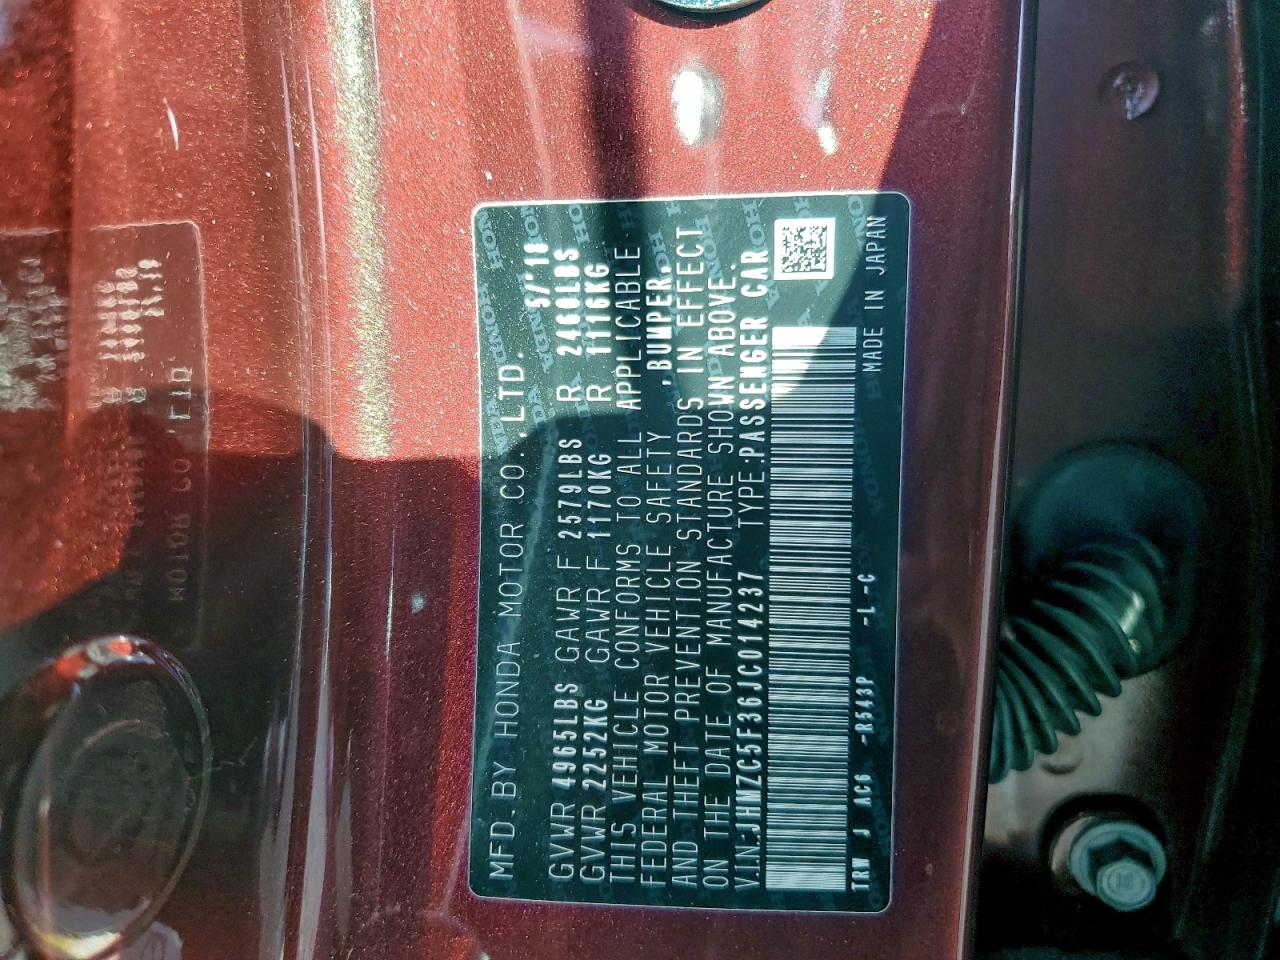 MFD. BY HONDA MOTOR CO. LTD. 5/'18
GVWR 4965LBS GAWR F 2579LBS R 2460LBS
GVWR 2252KG GAWR F 1170KG R 1116KG
THIS VEHICLE CONFORMS TO ALL APPLICABLE
FEDERAL MOTOR VEHICLE SAFETY ,BUMPER,
AND THEFT PREVENTION STANDARDS IN EFFECT
ON THE DATE OF MANUFACTURE SHOWN ABOVE.
V.I.N.JHMZC5F36JC014237 TYPE:PASSENGER CAR
TRW J AC6 -R543P -L-C
MADE IN JAPAN